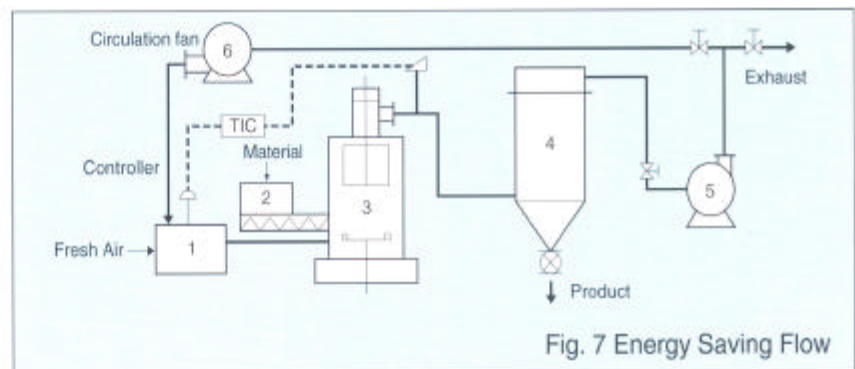 Circulation fan
6
Exhaust
TIC
Material
Controller
2
3
4
5
Fresh Air
1
Product
Fig. 7 Energy Saving Flow